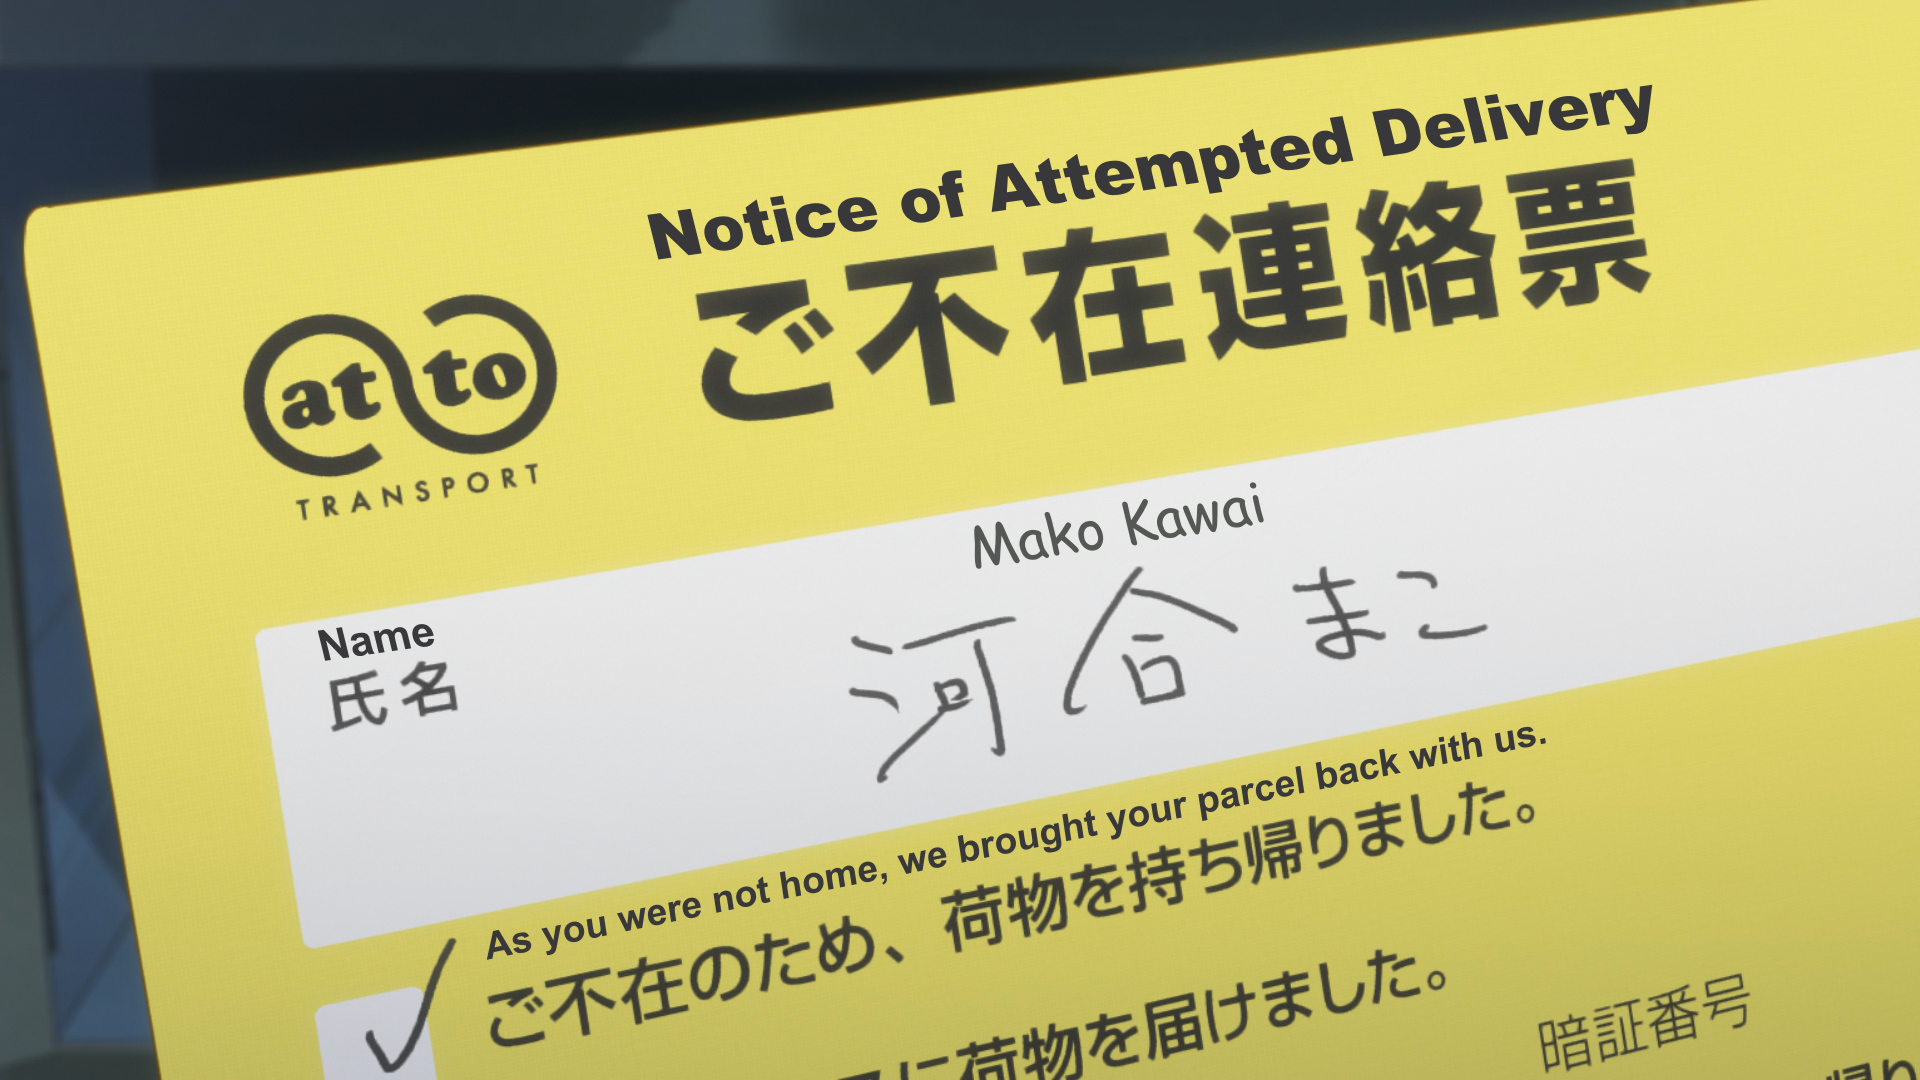 Notice of Attempted Delivery
ご不在連絡票
at to
TRANSPORT
Mako Kawai
Name
氏名
河合 まこ
As you were not home, we brought your parcel back with us.
ご不在のため、荷物を持ち帰りました。
に荷物を届けました。
暗証番号
帰り